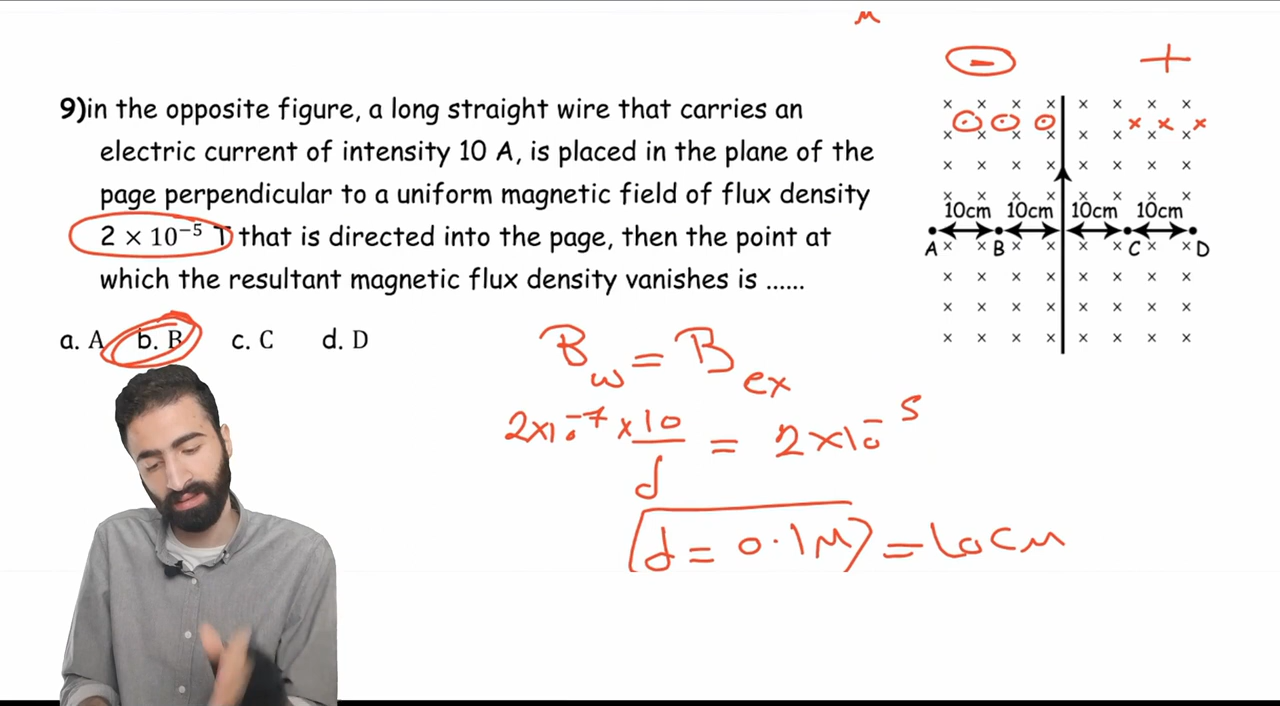 м
- +
9)in the opposite figure, a long straight wire that carries an
electric current of intensity 10 A, is placed in the plane of the
page perpendicular to a uniform magnetic field of flux density
2 × 10⁻⁵ T that is directed into the page, then the point at
which the resultant magnetic flux density vanishes is ......
a. A b. B c. C d. D
10cm 10cm 10cm 10cm
A B C D
B_w = B_ex
2×10⁻⁷ × 10/d = 2×10⁻⁵
d = 0.1M = 10cm